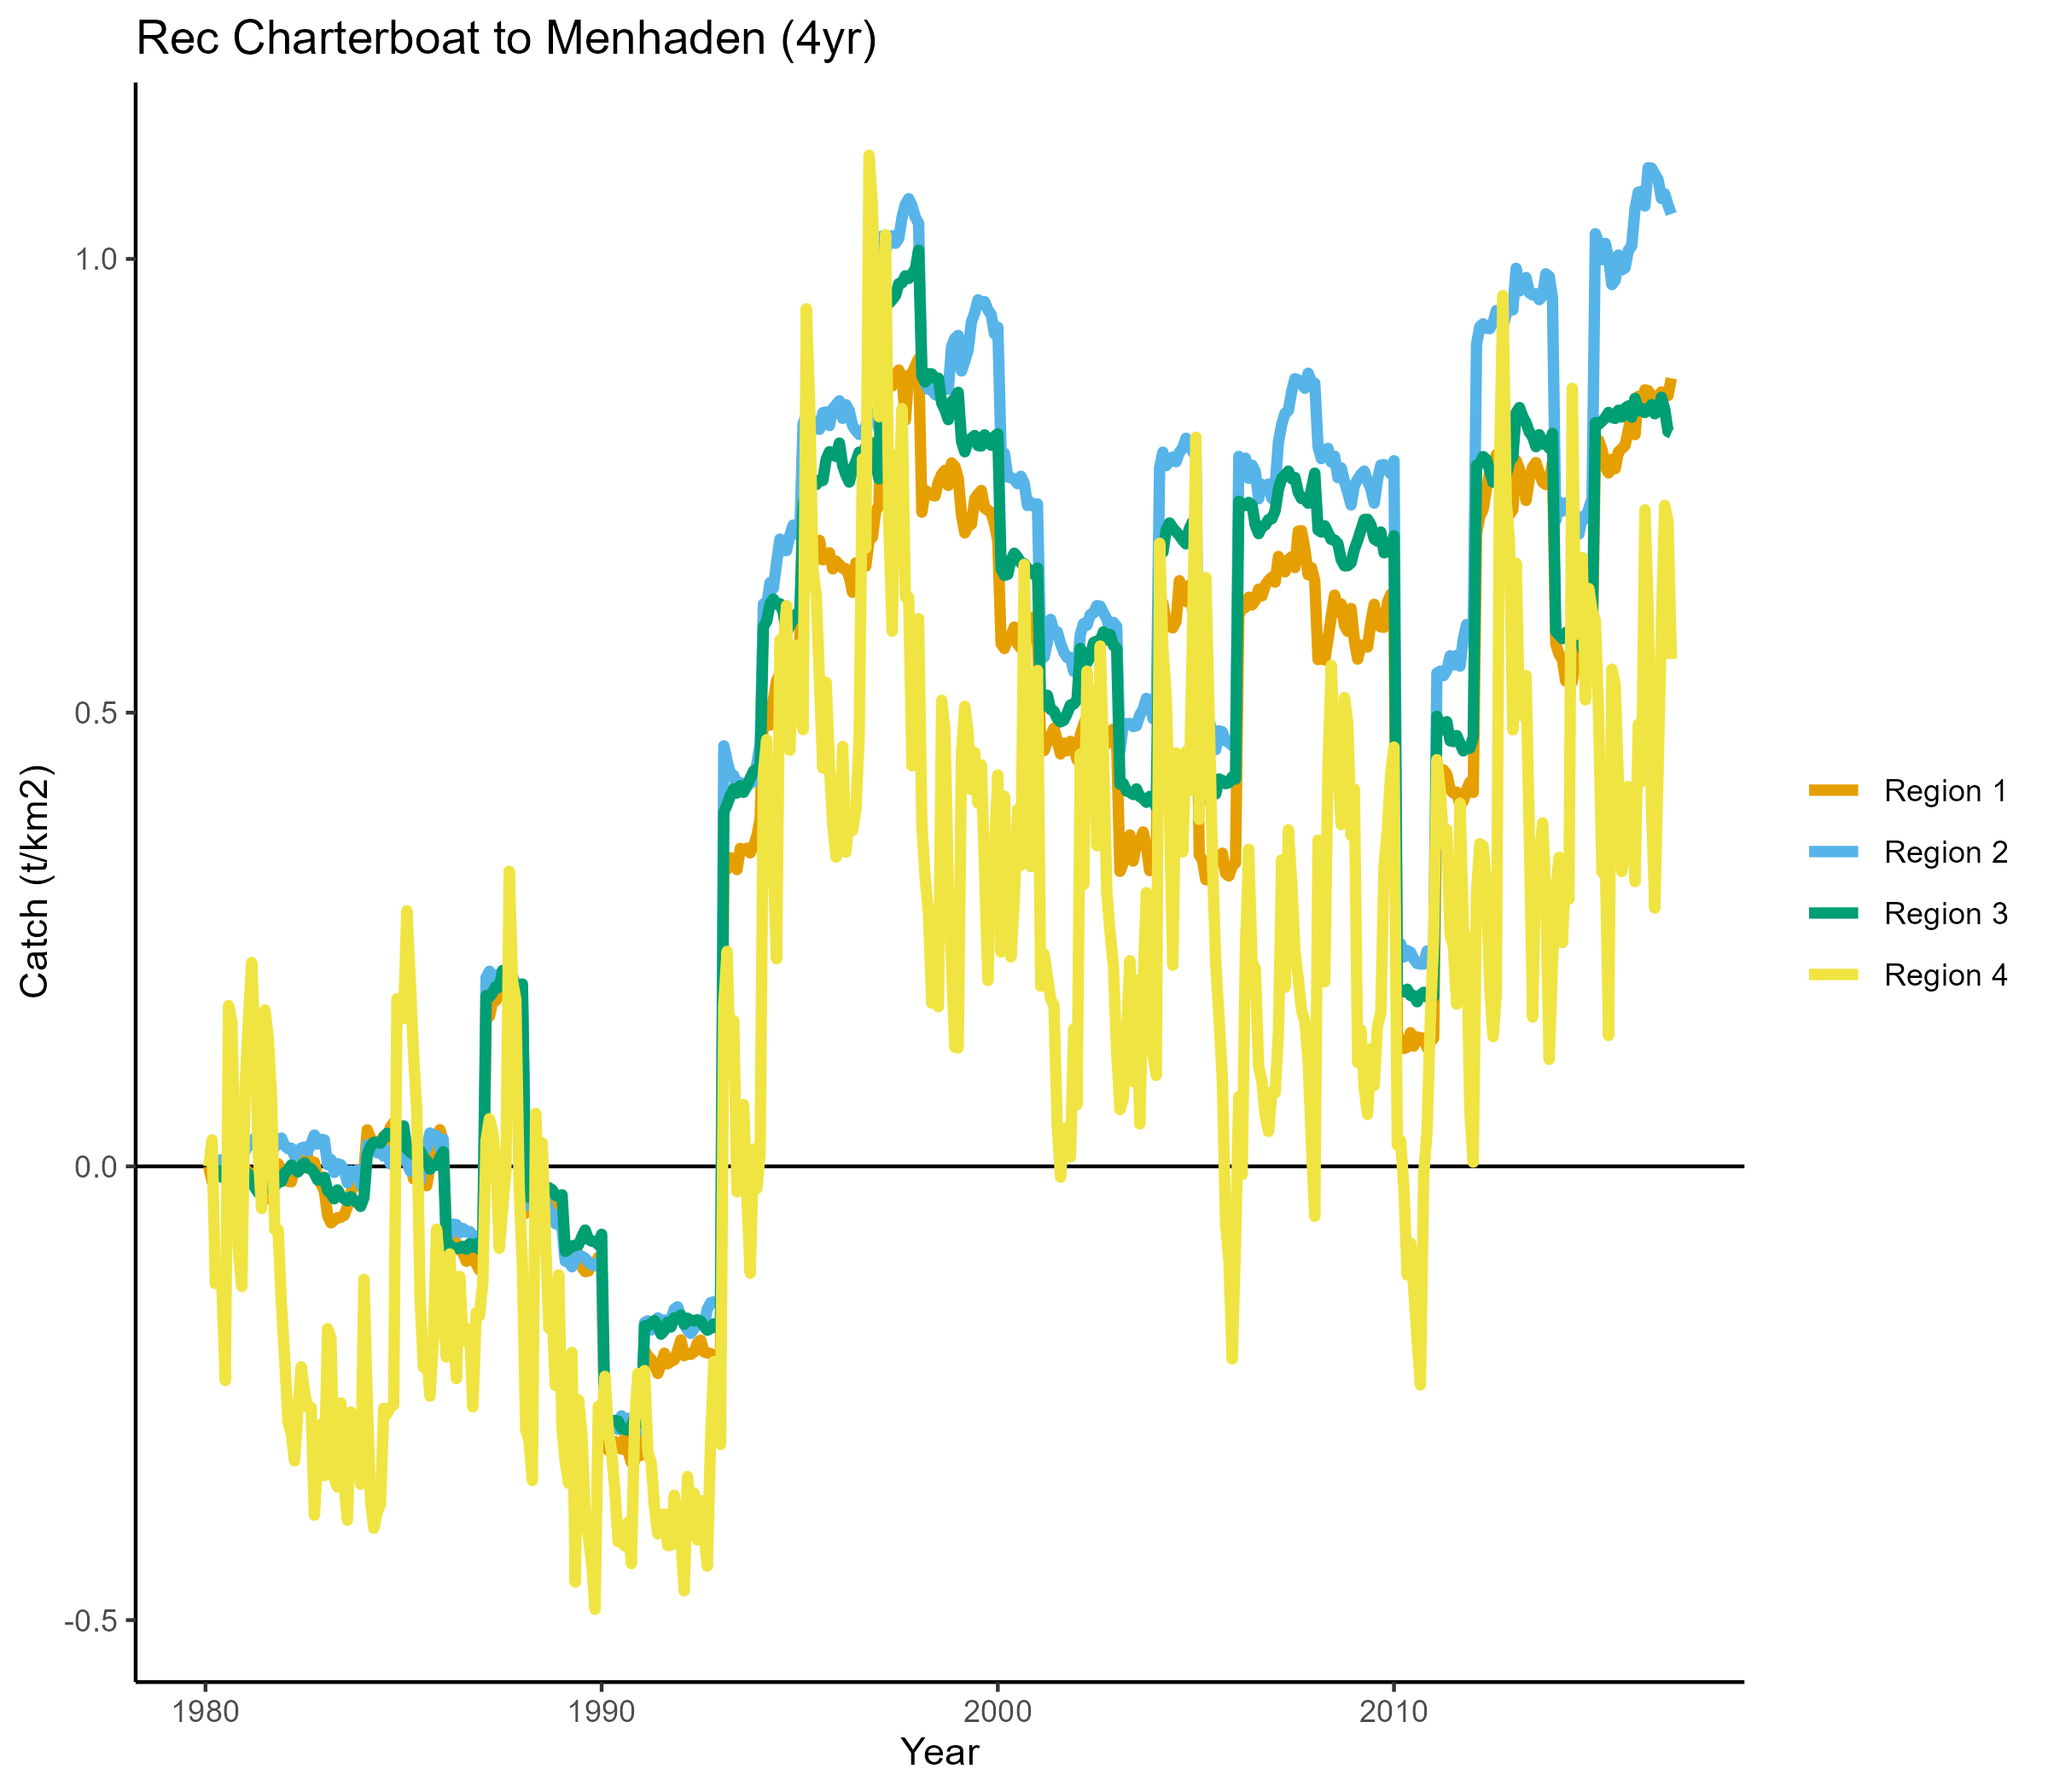 Rec Charterboat to Menhaden (4yr)
Catch (t/km2)
1.0
0.5
0.0
-0.5
1980
1990
2000
2010
Year
Region 1
Region 2
Region 3
Region 4